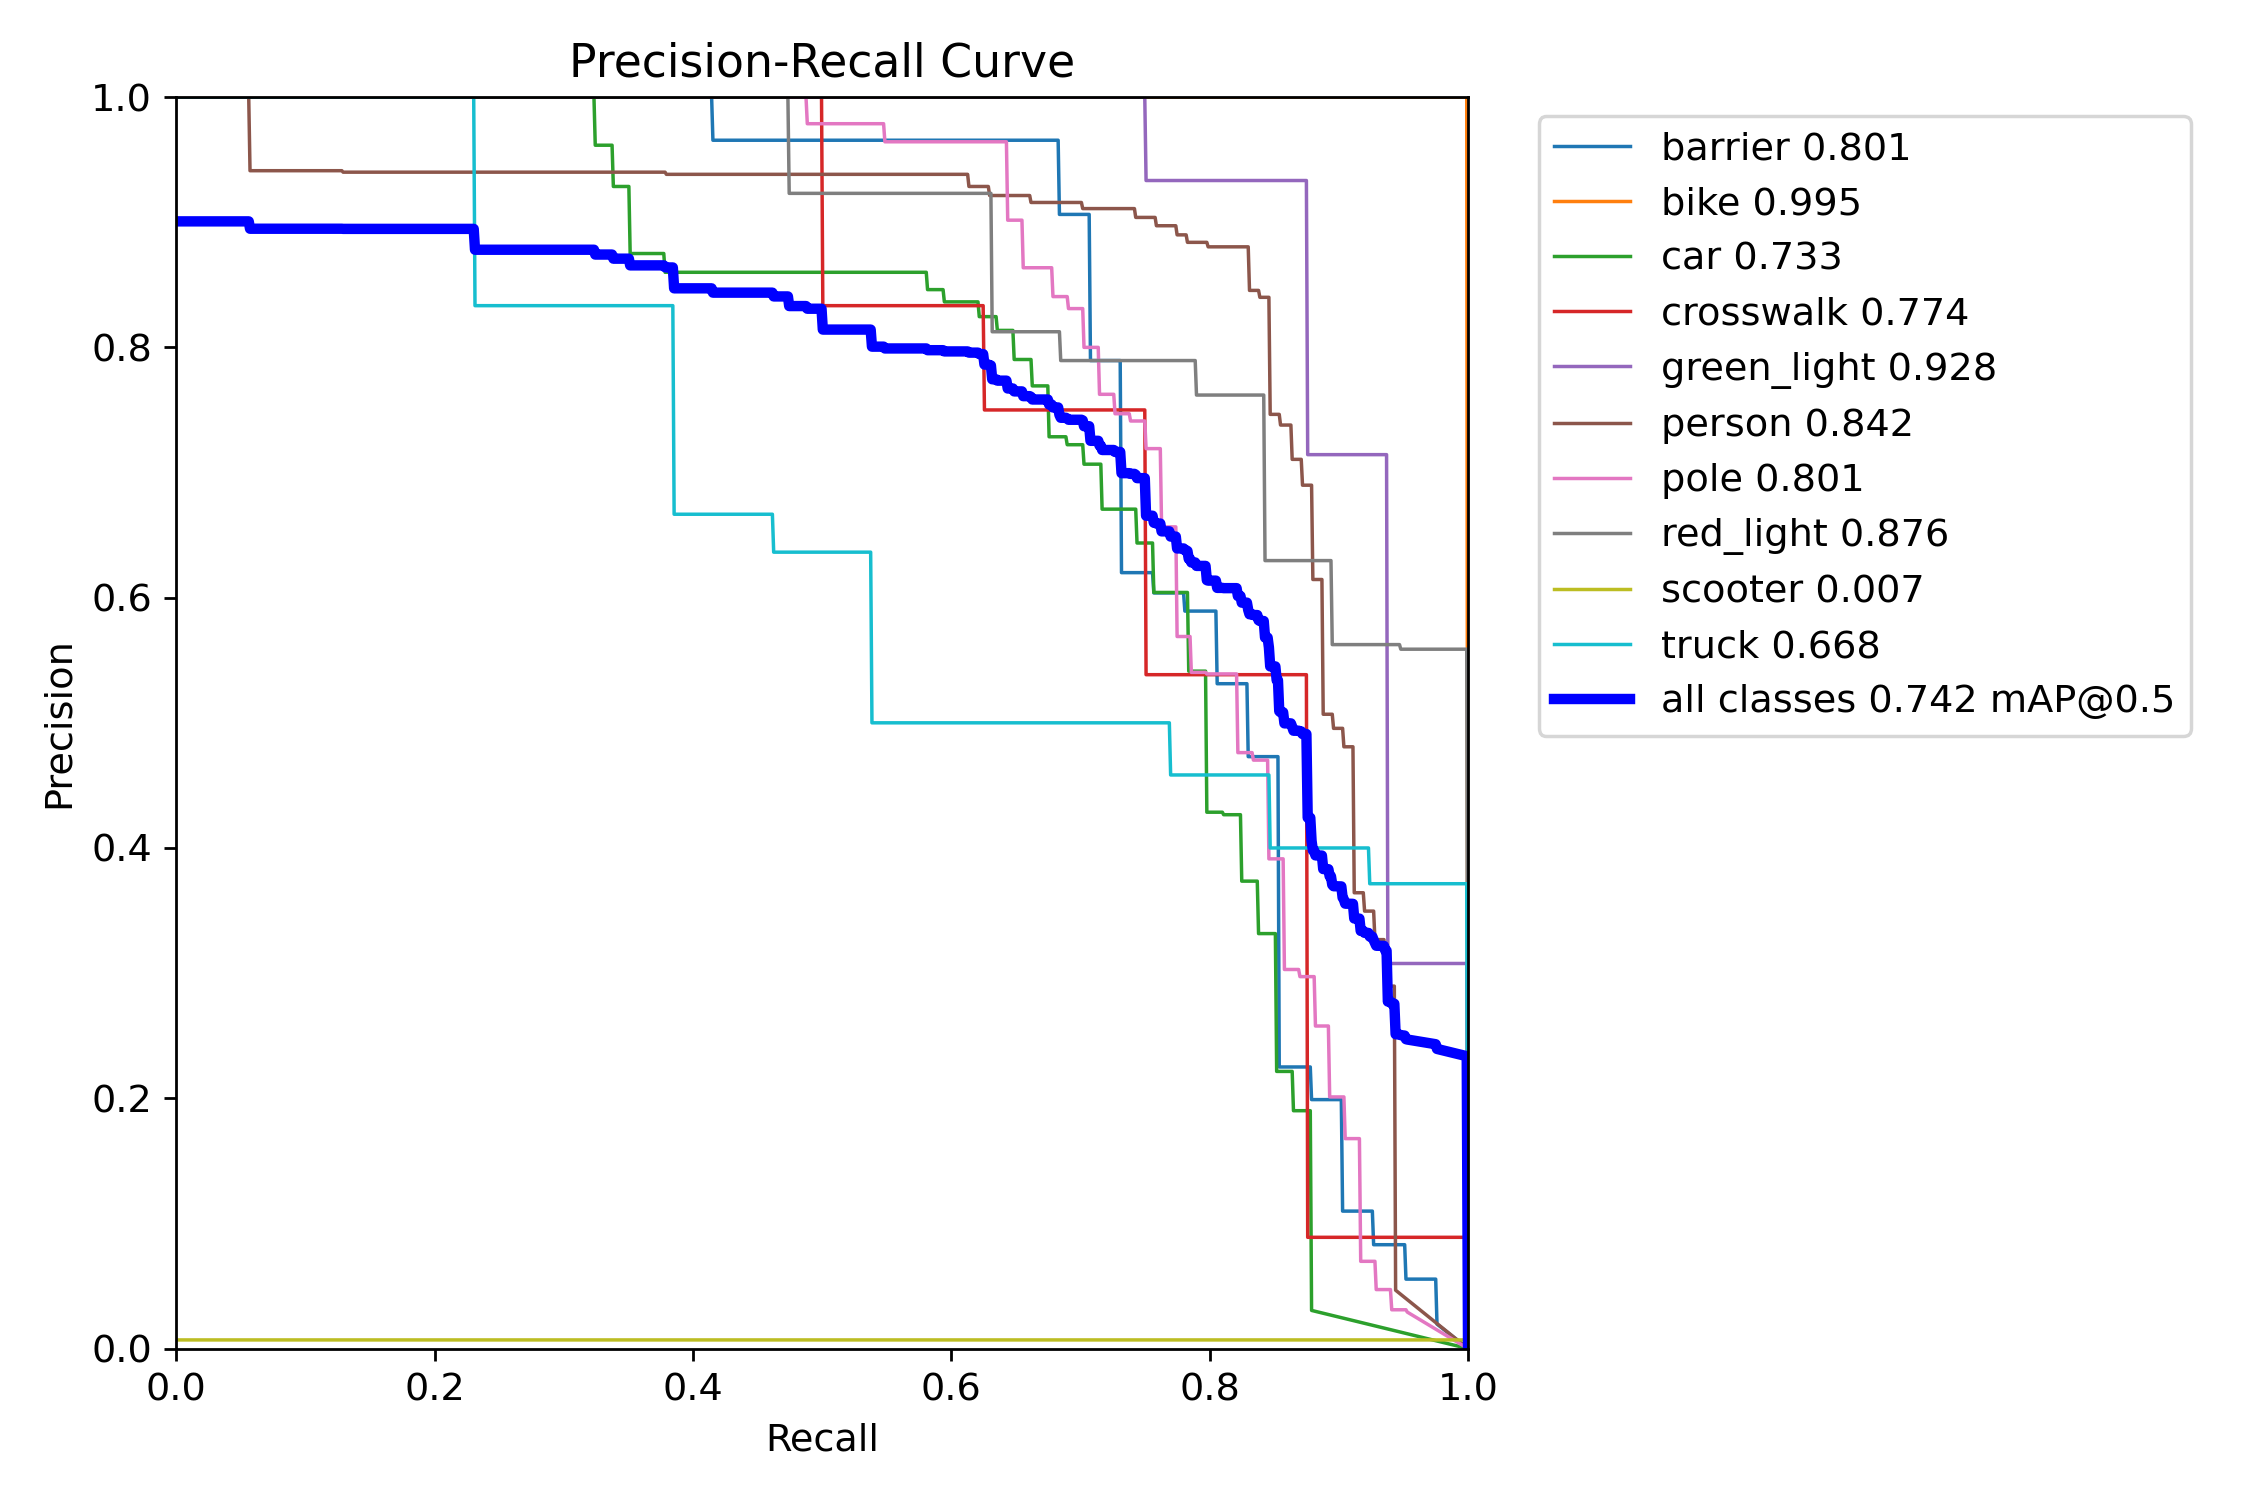 Precision-Recall Curve
1.0
0.8
0.6
0.4
0.2
0.0
Precision
0.0 0.2 0.4 0.6 0.8 1.0
Recall
barrier 0.801
bike 0.995
car 0.733
crosswalk 0.774
green_light 0.928
person 0.842
pole 0.801
red_light 0.876
scooter 0.007
truck 0.668
all classes 0.742 mAP@0.5